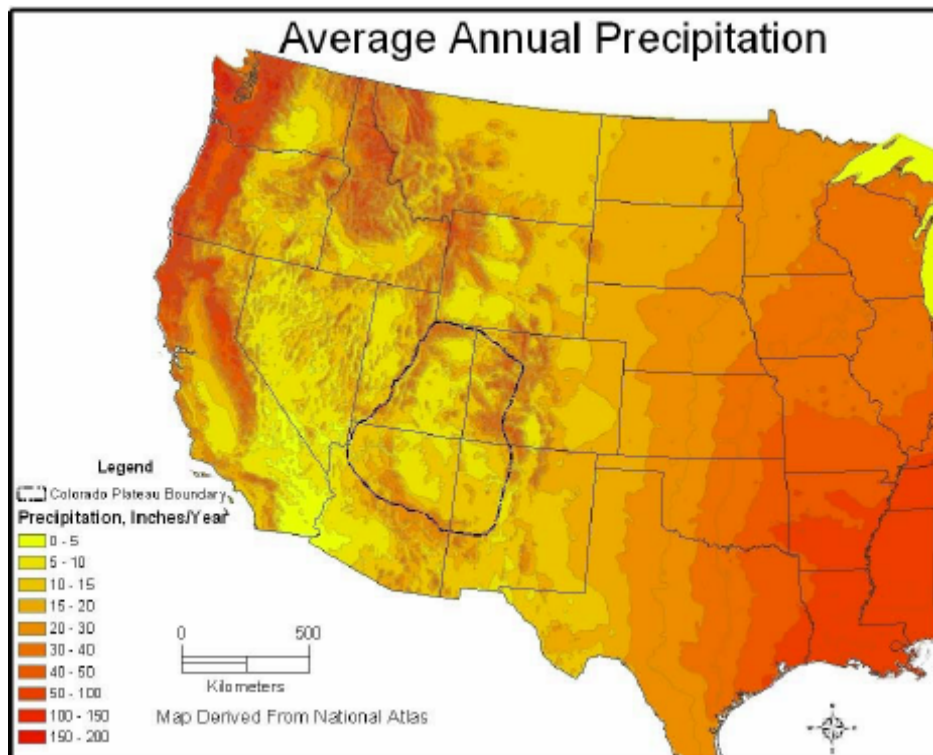 Average Annual Precipitation
Legend
Colorado Plateau Boundary
Precipitation, Inches/Year
0 - 5
5 - 10
10 - 15
15 - 20
20 - 30
30 - 40
40 - 50
50 - 100
100 - 150
150 - 200
0 500
Kilometers
Map Derived From National Atlas